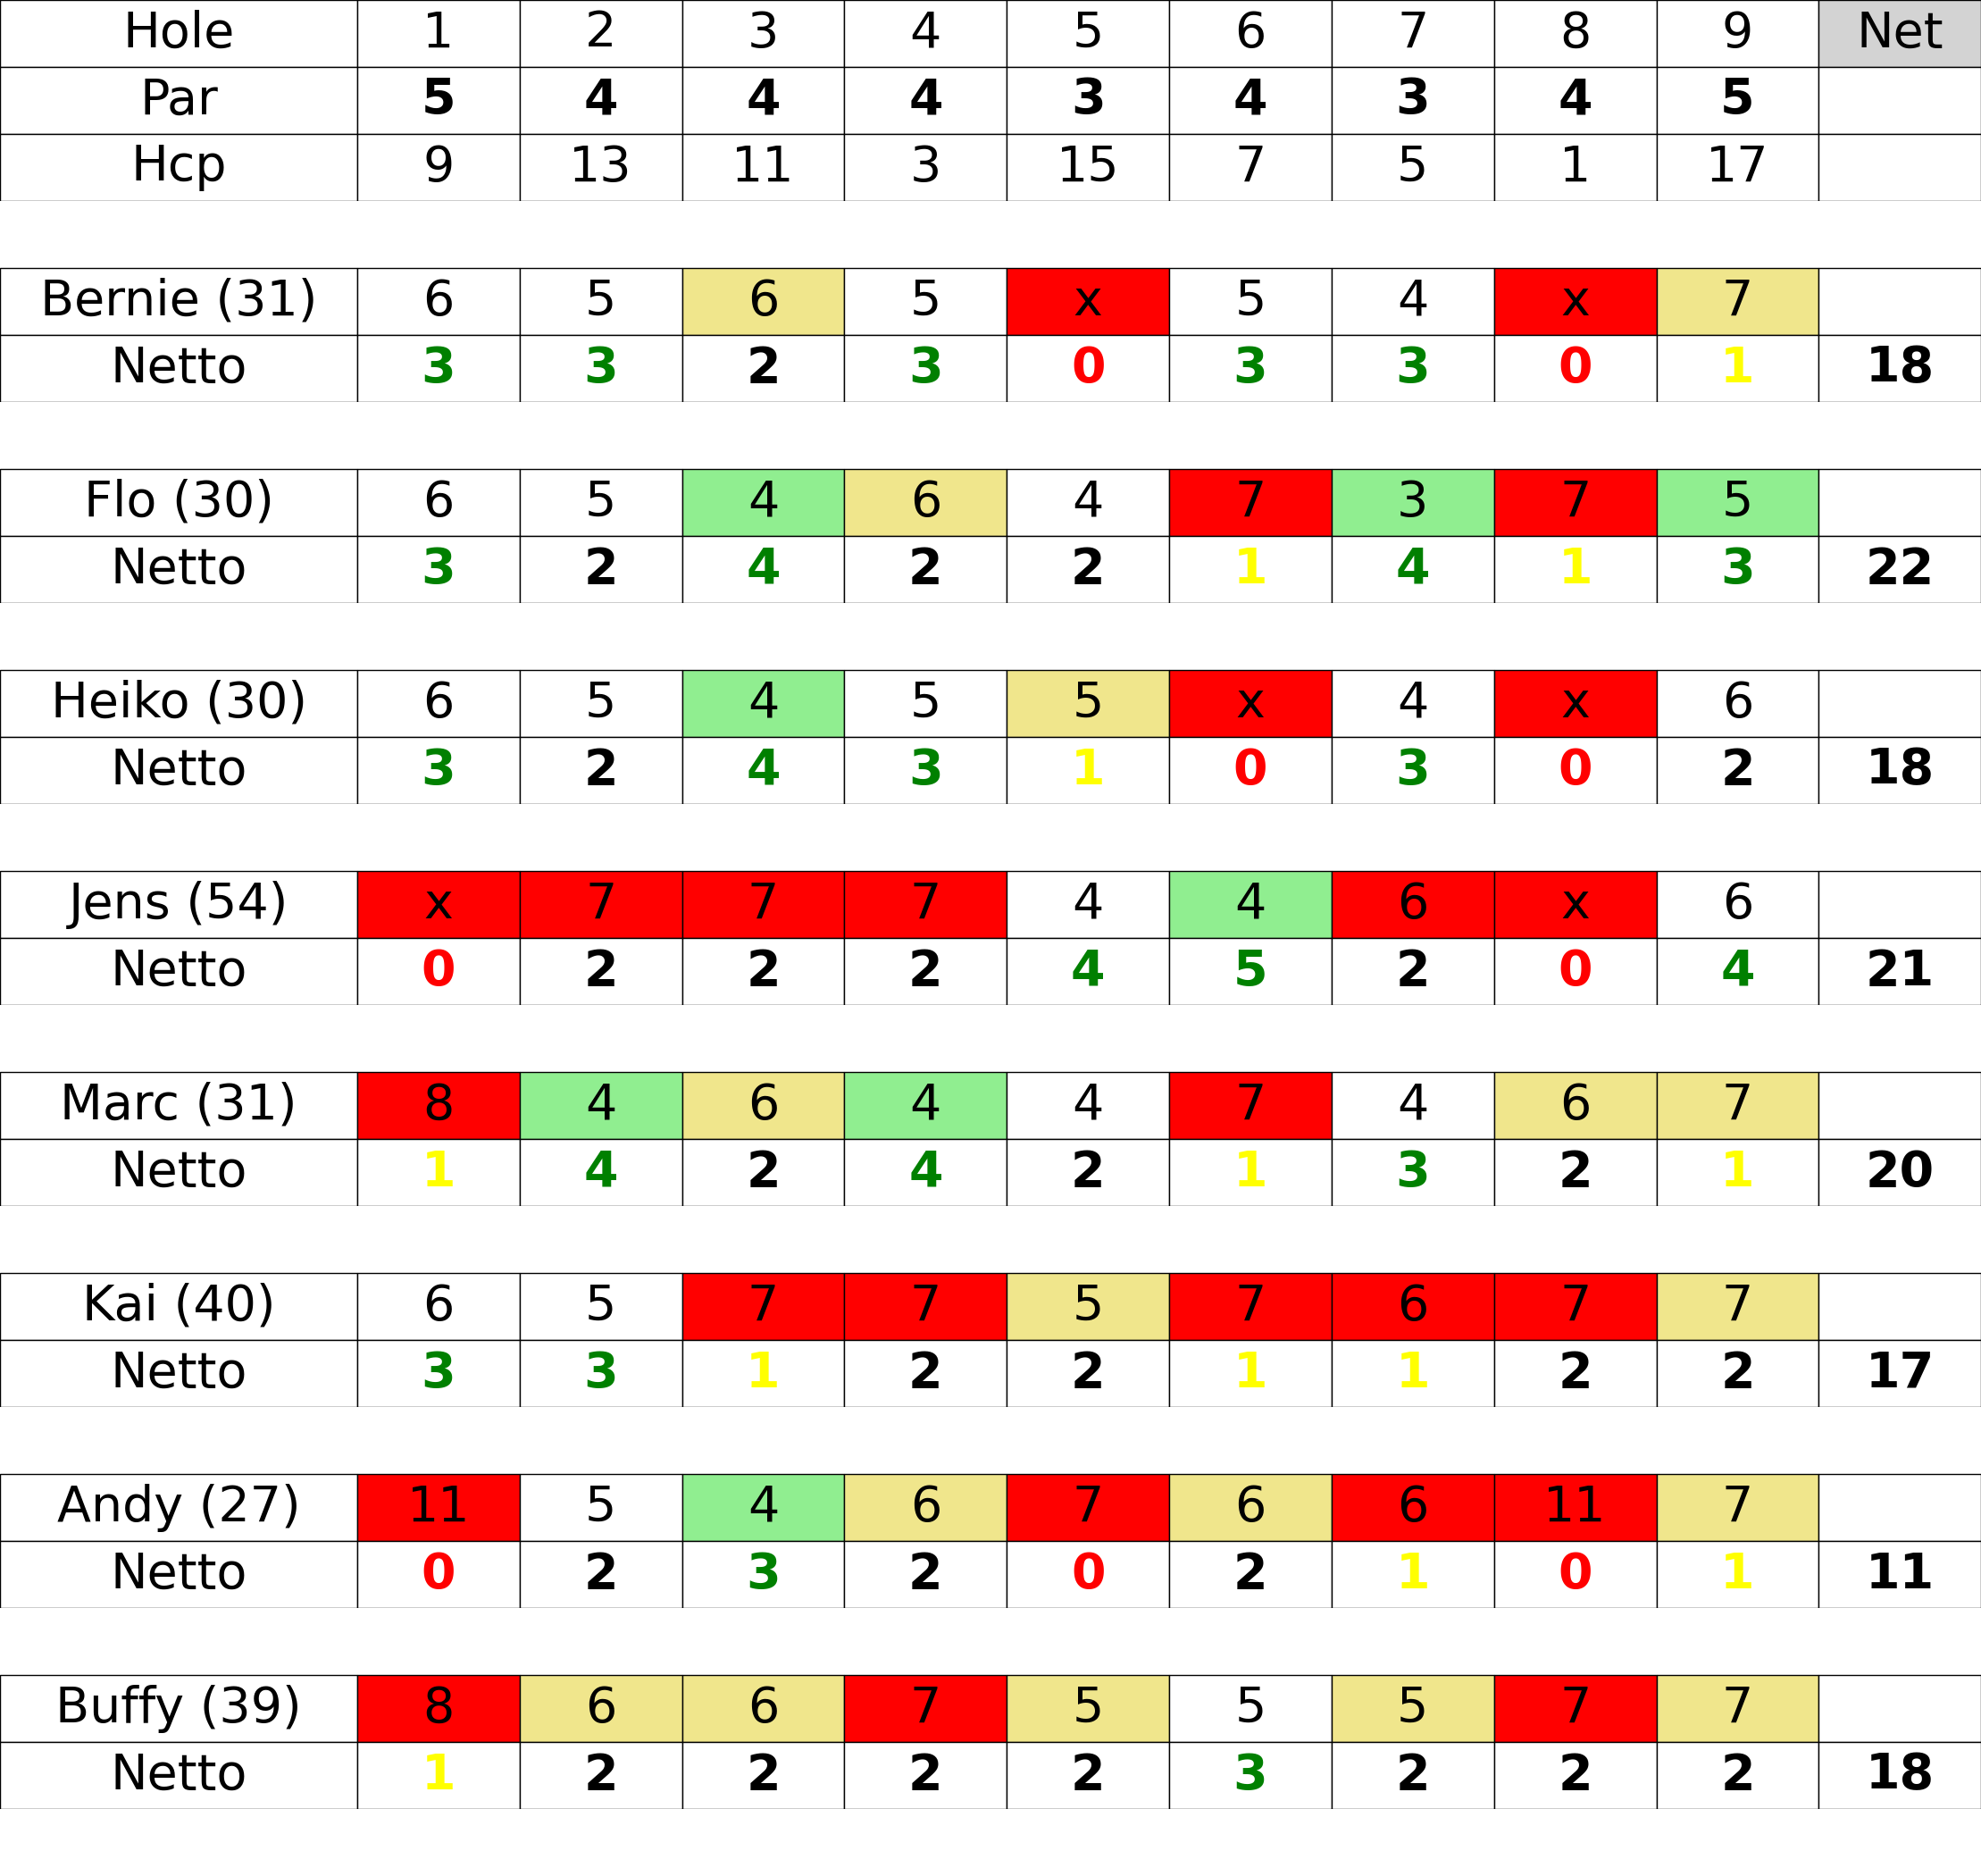 Hole 1 2 3 4 5 6 7 8 9 Net
Par 5 4 4 4 3 4 3 4 5
Hcp 9 13 11 3 15 7 5 1 17
Bernie (31) 6 5 6 5 x 5 4 x 7
Netto 3 3 2 3 0 3 3 0 1 18
Flo (30) 6 5 4 6 4 7 3 7 5
Netto 3 2 4 2 2 1 4 1 3 22
Heiko (30) 6 5 4 5 5 x 4 x 6
Netto 3 2 4 3 1 0 3 0 2 18
Jens (54) x 7 7 7 4 4 6 x 6
Netto 0 2 2 2 4 5 2 0 4 21
Marc (31) 8 4 6 4 4 7 4 6 7
Netto 1 4 2 4 2 1 3 2 1 20
Kai (40) 6 5 7 7 5 7 6 7 7
Netto 3 3 1 2 2 1 1 2 2 17
Andy (27) 11 5 4 6 7 6 6 11 7
Netto 0 2 3 2 0 2 1 0 1 11
Buffy (39) 8 6 6 7 5 5 5 7 7
Netto 1 2 2 2 2 3 2 2 2 18